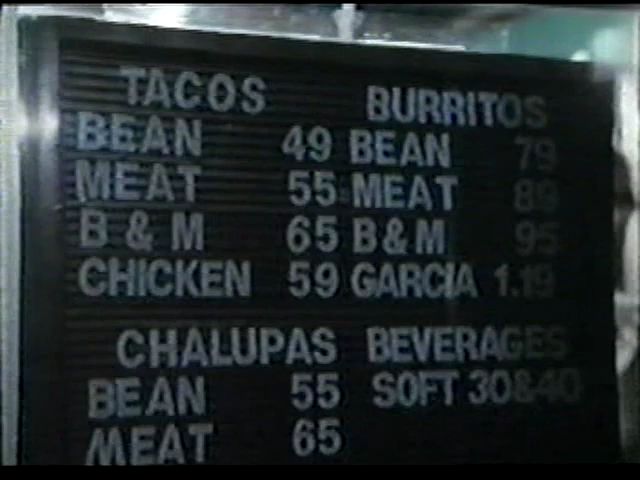 TACOS BURRITOS
BEAN 49 BEAN 79
MEAT 55 MEAT 89
B & M 65 B&M 95
CHICKEN 59 GARCIA 1.19
CHALUPAS BEVERAGES
BEAN 55 SOFT 30&40
MEAT 65